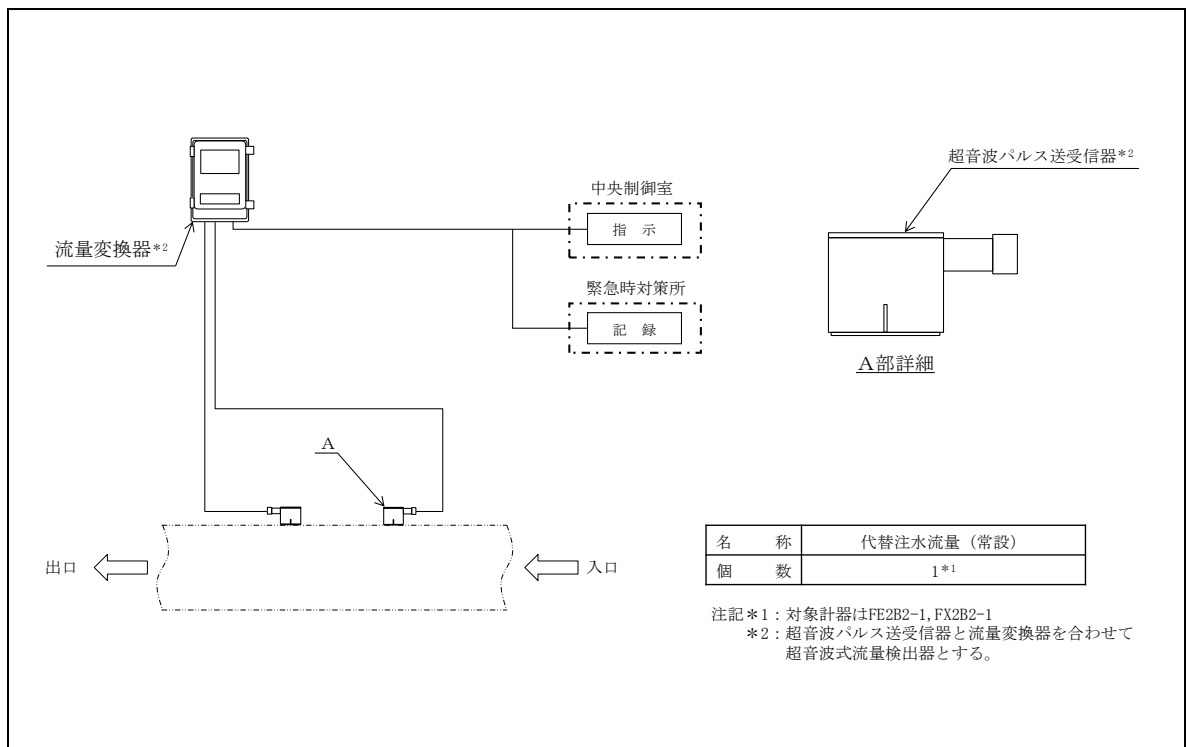 超音波パルス送受信器*2
中央制御室
指 示
流量変換器*2
緊急時対策所
記 録
A部詳細
A
出口
入口
名 称 代替注水流量（常設）
個 数 1*1
注記*1：対象計器はFE2B2-1,FX2B2-1
*2：超音波パルス送受信器と流量変換器を合わせて
超音波式流量検出器とする。